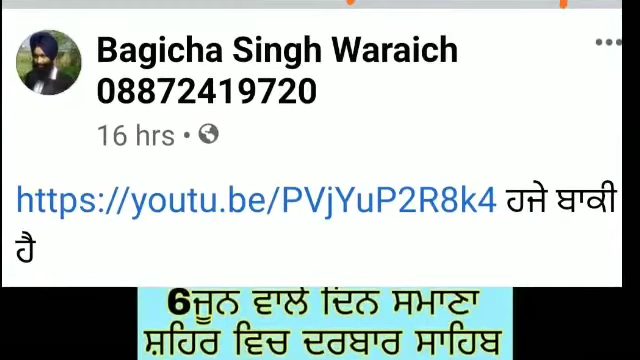 Bagicha Singh Waraich
08872419720
16 hrs •
https://youtu.be/PVjYuP2R8k4 ਹਜੇ ਬਾਕੀ
ਹੈ
6ਜੂਨ ਵਾਲੇ ਦਿਨ ਸਮਾਣਾ
ਸ਼ਹਿਰ ਵਿਚ ਦਰਬਾਰ ਸਾਹਿਬ